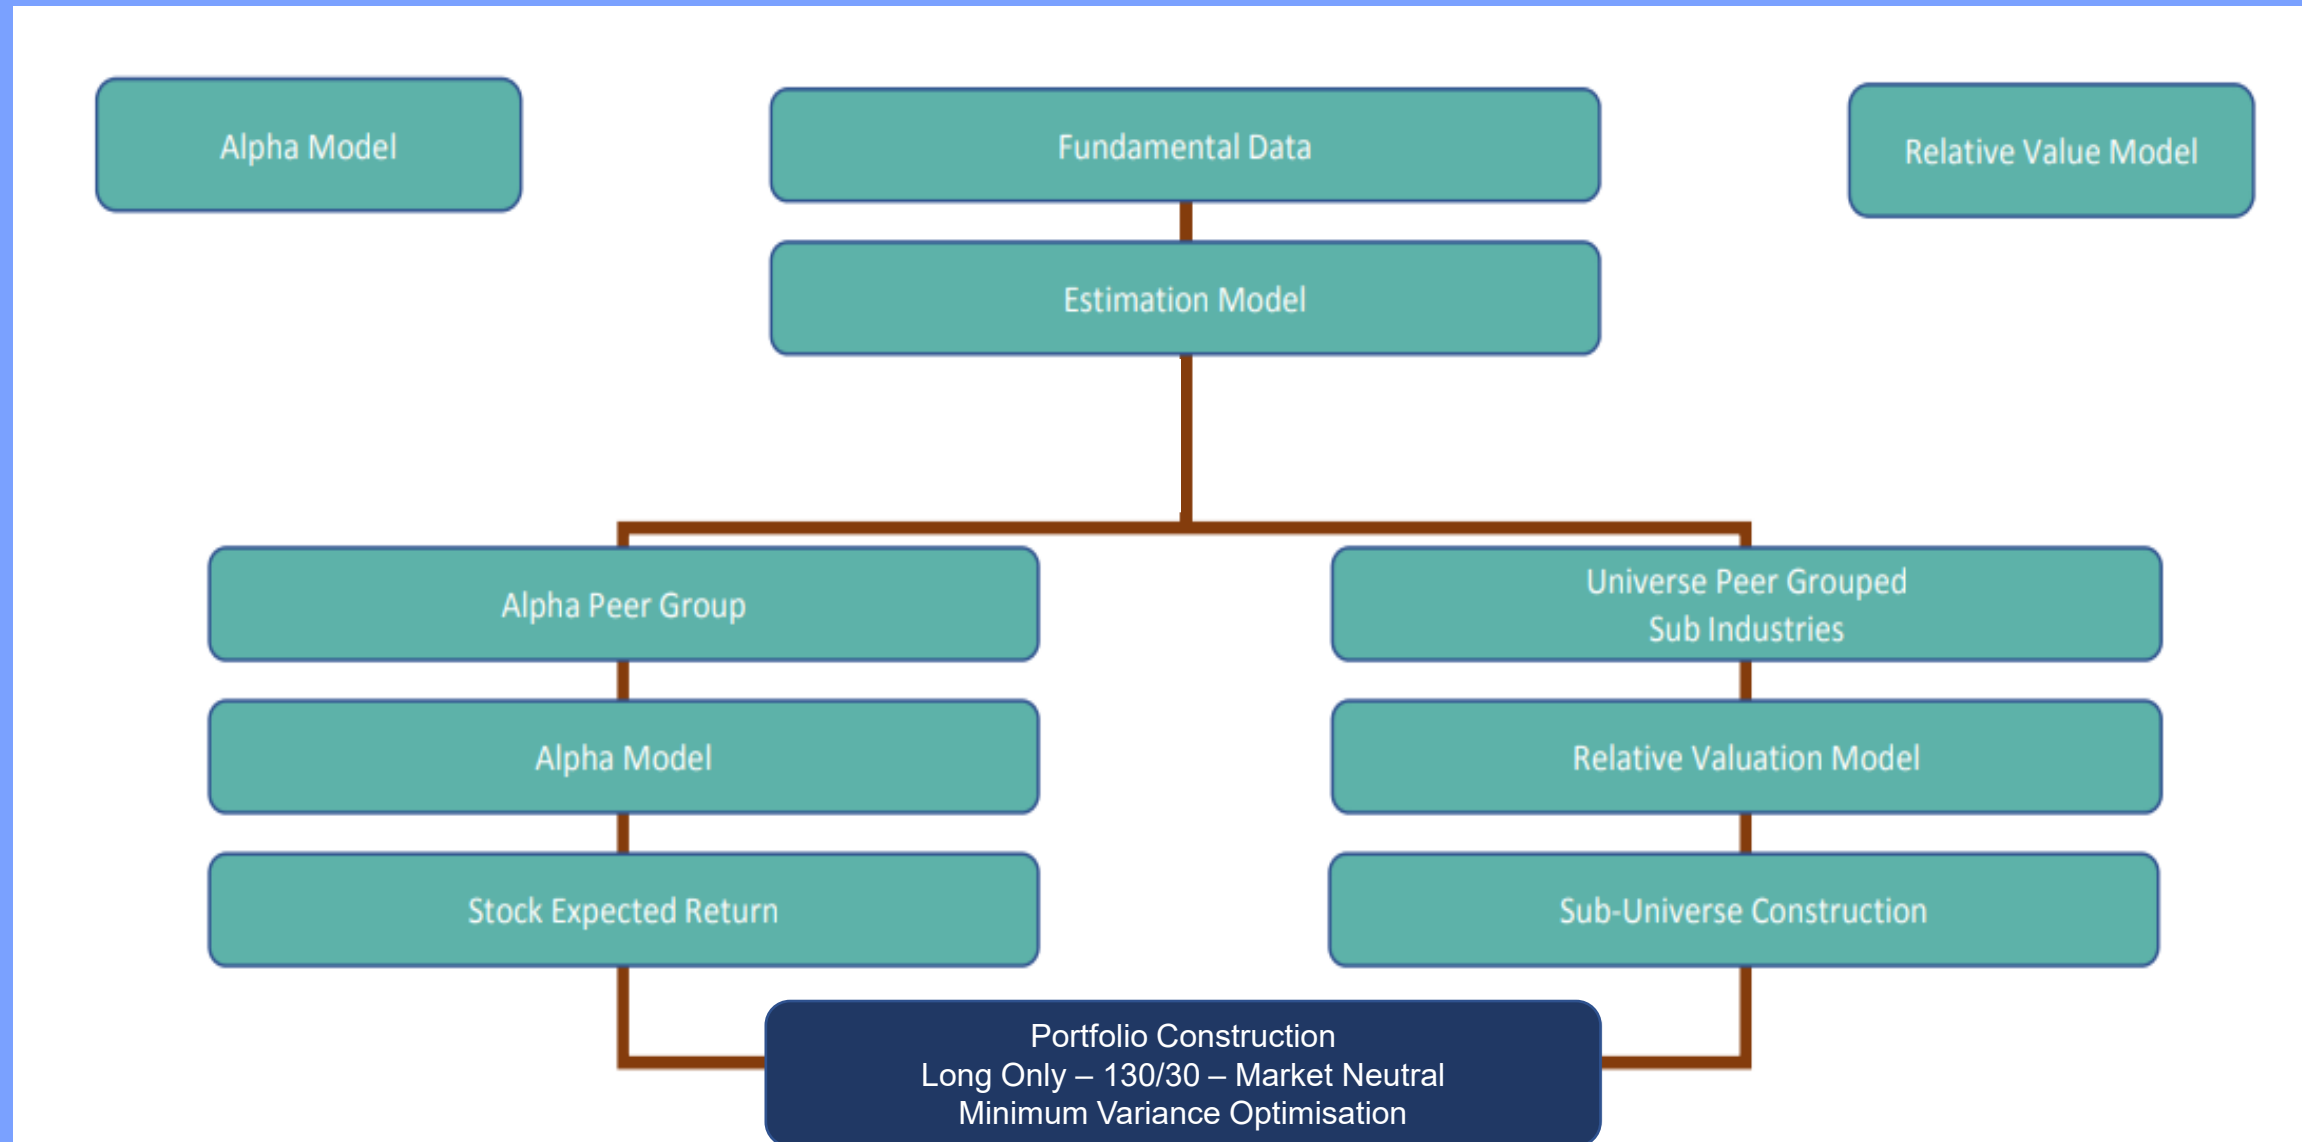 Alpha Model
Fundamental Data
Relative Value Model
Estimation Model
Alpha Peer Group
Universe Peer Grouped
Sub Industries
Alpha Model
Relative Valuation Model
Stock Expected Return
Sub-Universe Construction
Portfolio Construction
Long Only – 130/30 – Market Neutral
Minimum Variance Optimisation